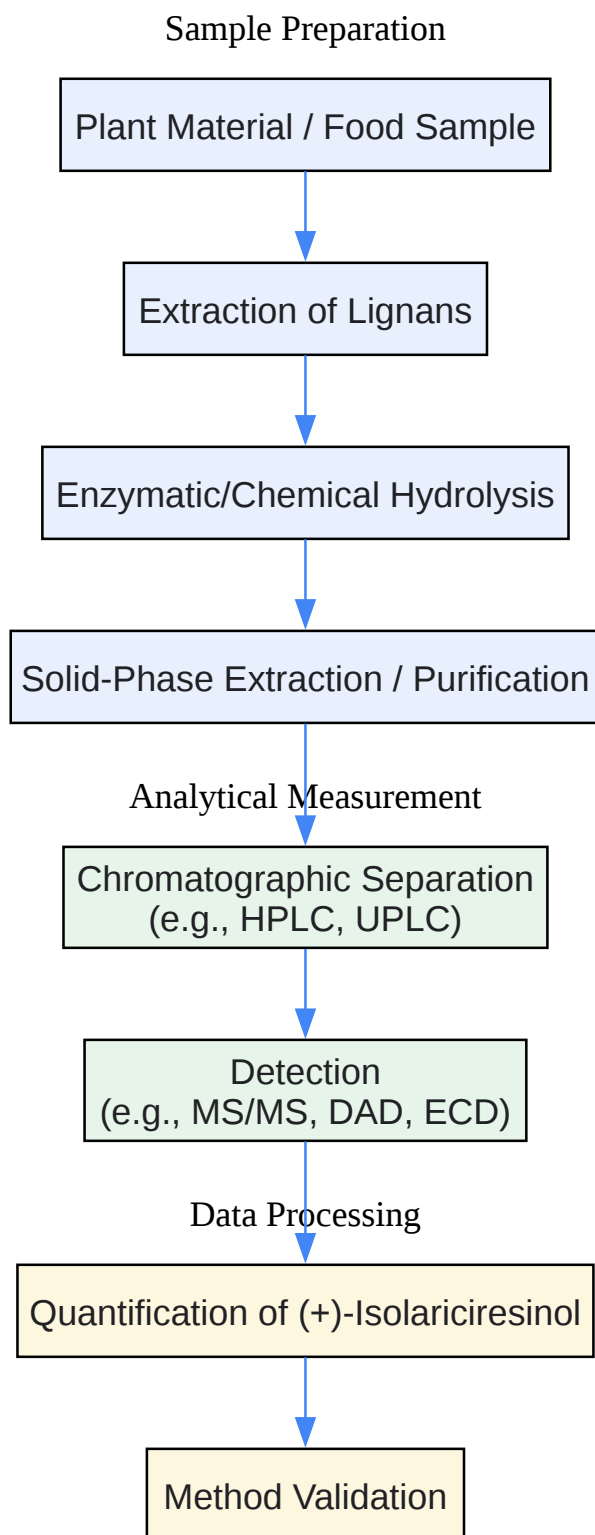 Sample Preparation
Plant Material / Food Sample
Extraction of Lignans
Enzymatic/Chemical Hydrolysis
Solid-Phase Extraction / Purification
Analytical Measurement
Chromatographic Separation
(e.g., HPLC, UPLC)
Detection
(e.g., MS/MS, DAD, ECD)
Data Processing
Quantification of (+)-Isolariciresinol
Method Validation